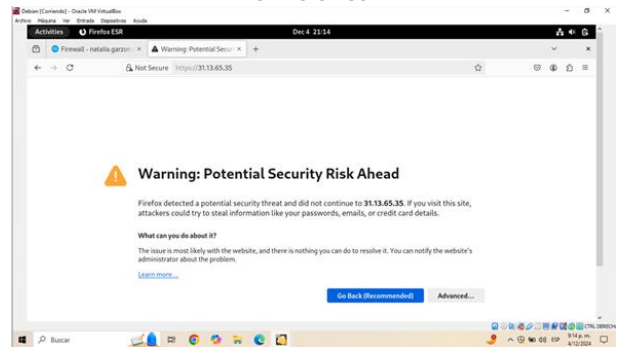 Debian [Corriendo] - Oracle VM VirtualBox
Archivo Máquina Ver Entrada Dispositivos Ayuda
Activities Firefox ESR Dec 4 21:14
Firewall - natalia.garzon Warning: Potential Secur
Not Secure https://31.13.65.35
Warning: Potential Security Risk Ahead
Firefox detected a potential security threat and did not continue to 31.13.65.35. If you visit this site,
attackers could try to steal information like your passwords, emails, or credit card details.
What can you do about it?
The issue is most likely with the website, and there is nothing you can do to resolve it. You can notify the website's
administrator about the problem.
Learn more...
Go Back (Recommended) Advanced...
CTRL DERECHA
Buscar ESP 9:14 p. m.
4/12/2024